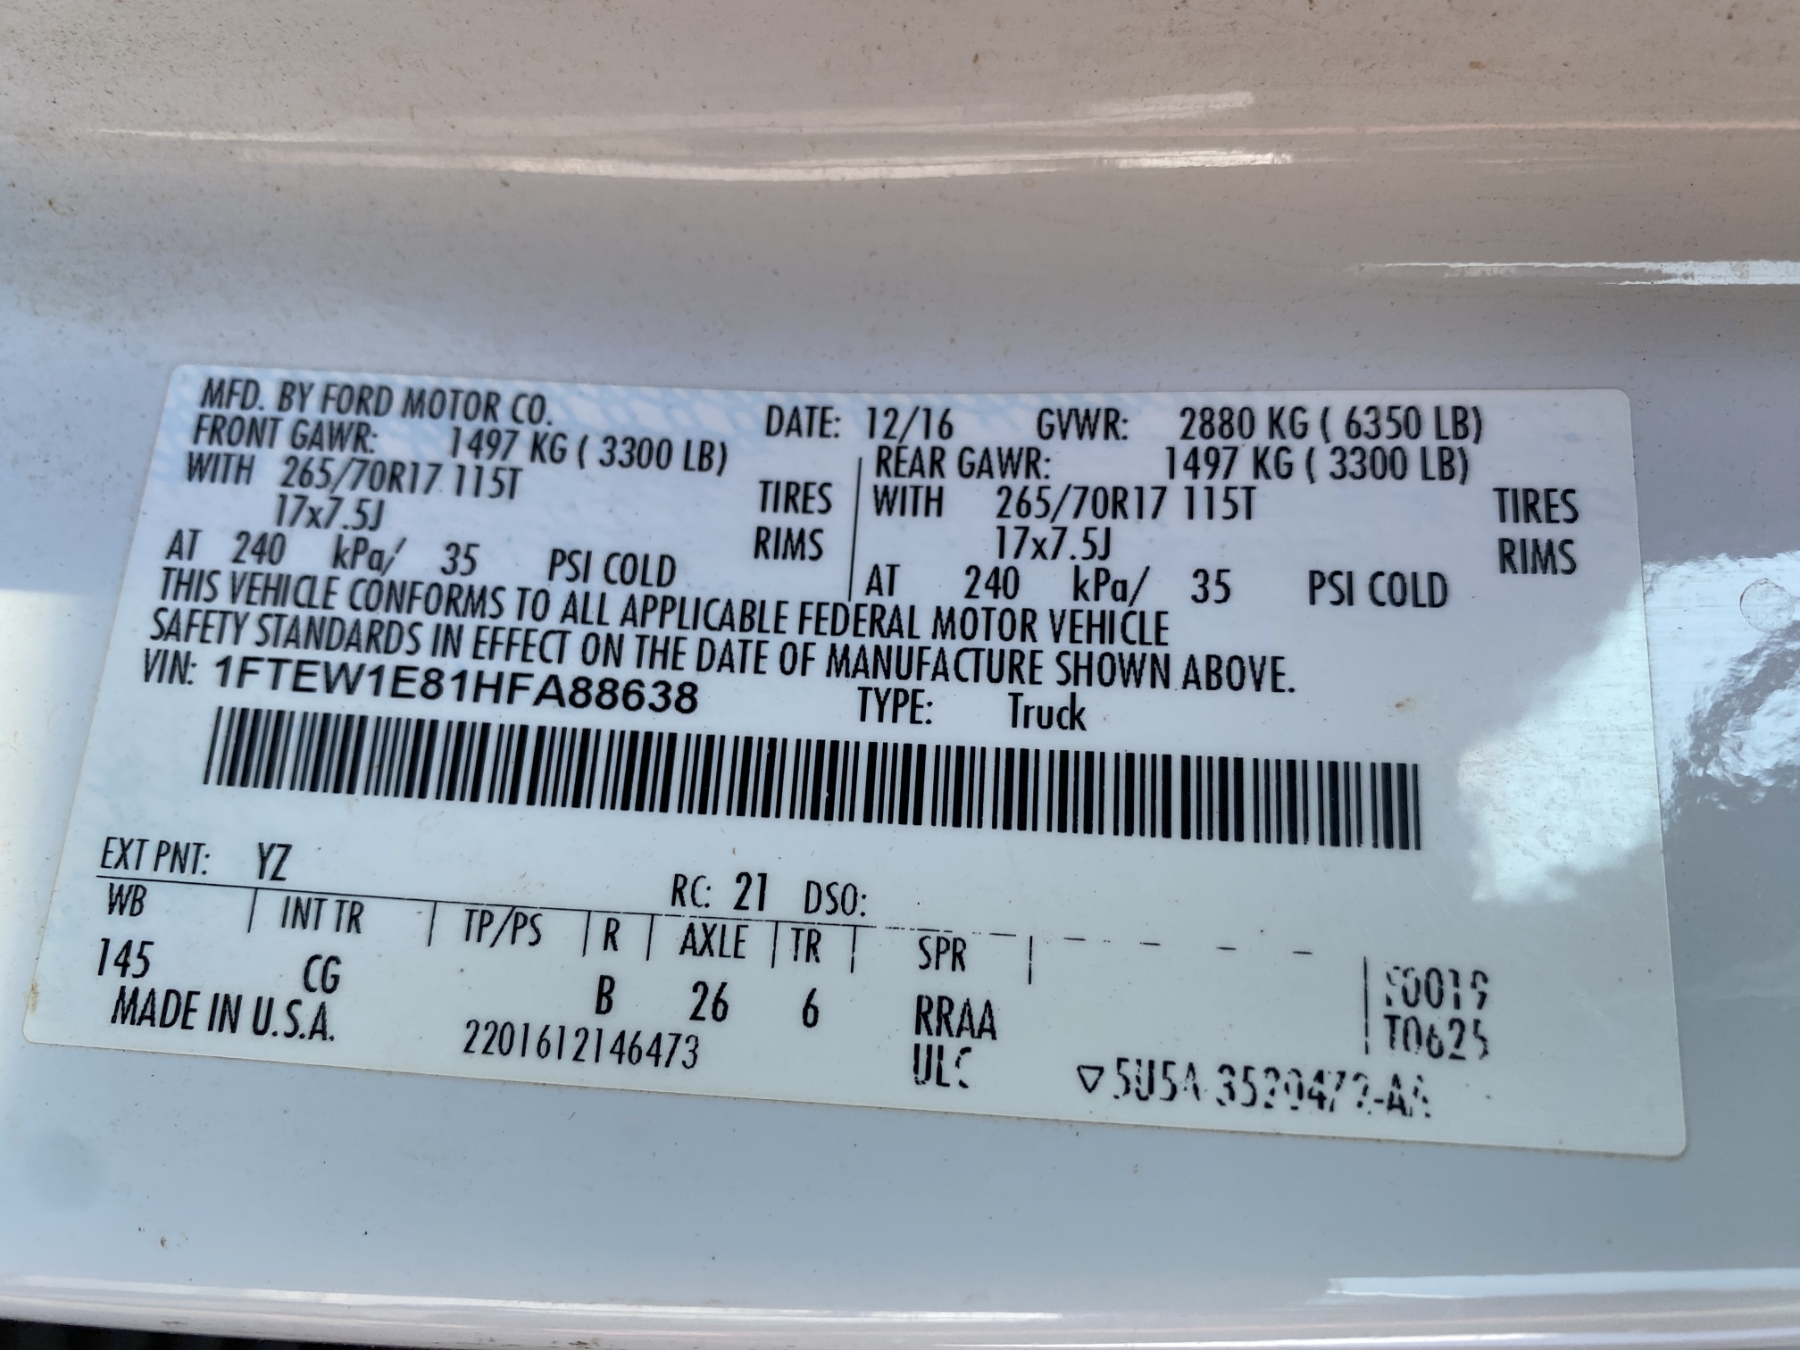 MFD. BY FORD MOTOR CO. DATE: 12/16 GVWR: 2880 KG ( 6350 LB)
FRONT GAWR: 1497 KG ( 3300 LB) REAR GAWR: 1497 KG ( 3300 LB)
WITH 265/70R17 115T TIRES WITH 265/70R17 115T TIRES
17x7.5J RIMS 17x7.5J RIMS
AT 240 kPa/ 35 PSI COLD AT 240 kPa/ 35 PSI COLD
THIS VEHICLE CONFORMS TO ALL APPLICABLE FEDERAL MOTOR VEHICLE
SAFETY STANDARDS IN EFFECT ON THE DATE OF MANUFACTURE SHOWN ABOVE.
VIN: 1FTEW1E81HFA88638 TYPE: Truck
EXT PNT: YZ RC: 21 DSO:
WB INT TR TP/PS R AXLE TR SPR
145 CG B 26 6 RRAA
T0625
MADE IN U.S.A. 2201612146473